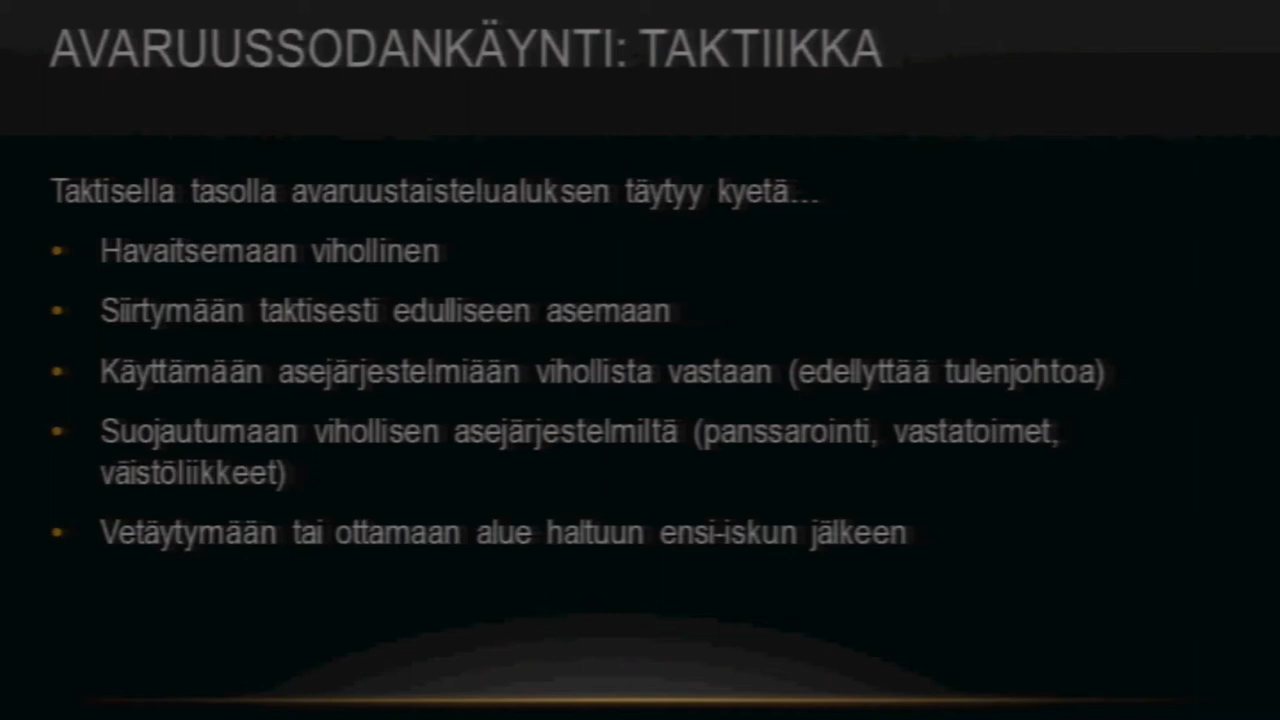 AVARUUSSODANKÄYNTI: TAKTIIKKA
Taktisella tasolla avaruustaistelualuksen täytyy kyetä...
• Havaitsemaan vihollinen
• Siirtymään taktisesti edulliseen asemaan
• Käyttämään asejärjestelmiään vihollista vastaan (edellyttää tulenjohtoa)
• Suojautumaan vihollisen asejärjestelmiltä (panssarointi, vastatoimet,
väistöliikkeet)
• Vetäytymään tai ottamaan alue haltuun ensi-iskun jälkeen